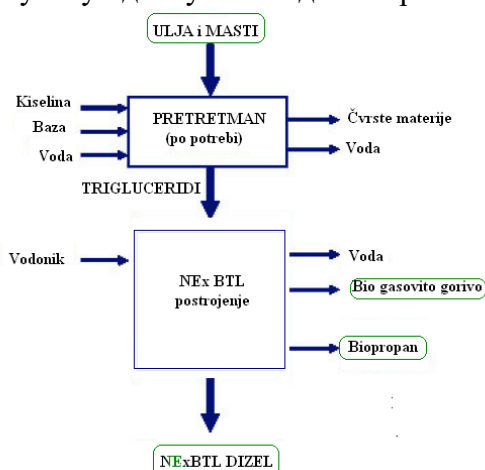 ULJA i MASTI
Kiselina
Baza
Voda
PRETRETMAN
(po potrebi)
Čvrste materije
Voda
TRIGLUCERIDI
Vodonik
NEx BTL
postrojenje
Voda
Bio gasovito gorivo
Biopropan
NExBTL DIZEL